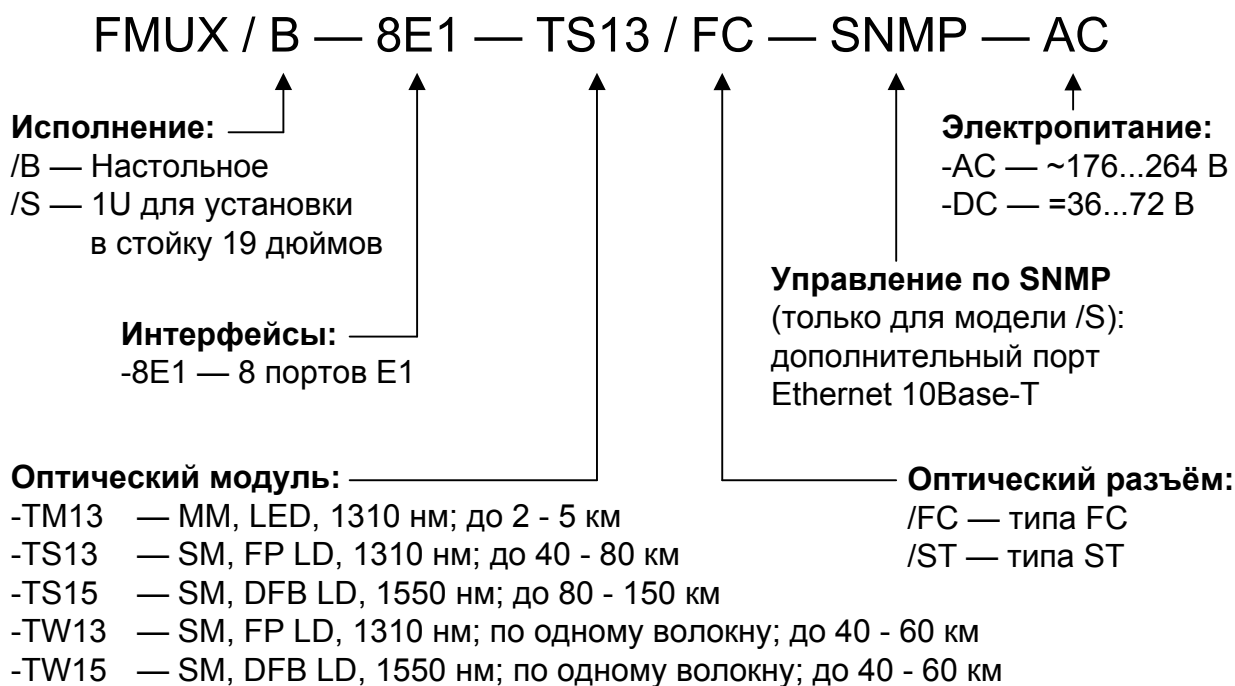 FMUX / B — 8E1 — TS13 / FC — SNMP — AC
Исполнение:
/B — Настольное
/S — 1U для установки
в стойку 19 дюймов
Электропитание:
-AC — ~176...264 В
-DC — =36...72 В
Управление по SNMP
(только для модели /S):
дополнительный порт
Ethernet 10Base-T
Интерфейсы:
-8E1 — 8 портов E1
Оптический модуль:
-TM13 — MM, LED, 1310 нм; до 2 - 5 км
-TS13 — SM, FP LD, 1310 нм; до 40 - 80 км
-TS15 — SM, DFB LD, 1550 нм; до 80 - 150 км
-TW13 — SM, FP LD, 1310 нм; по одному волокну; до 40 - 60 км
-TW15 — SM, DFB LD, 1550 нм; по одному волокну; до 40 - 60 км
Оптический разъём:
/FC — типа FC
/ST — типа ST